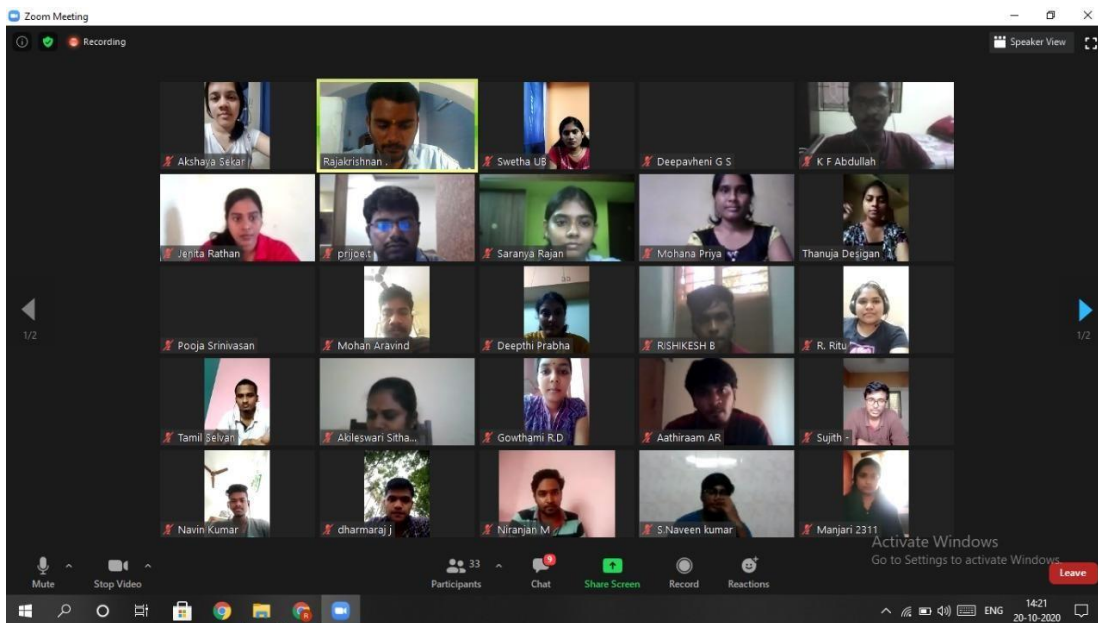 Zoom Meeting
Recording
Speaker View
Akshaya Sekar
Rajakrishnan .
Swetha UB
Deepavheni G S
K F Abdullah
Jenita Rathan
prijoe.t
Saranya Rajan
Mohana Priya
Thanuja Desigan
1/2
Pooja Srinivasan
Mohan Aravind
Deepthi Prabha
RISHIKESH B
R. Ritu
1/2
Tamil Selvan
Akileswari Sitha...
Gowthami R.D
Aathiraam AR
Sujith -
Navin Kumar
dharmaraj j
Niranjan M
S.Naveen kumar
Manjari 2311
Activate Windows
Go to Settings to activate Windows.
Mute
Stop Video
33
Participants
9
Chat
Share Screen
Record
Reactions
Leave
ENG
14:21
20-10-2020